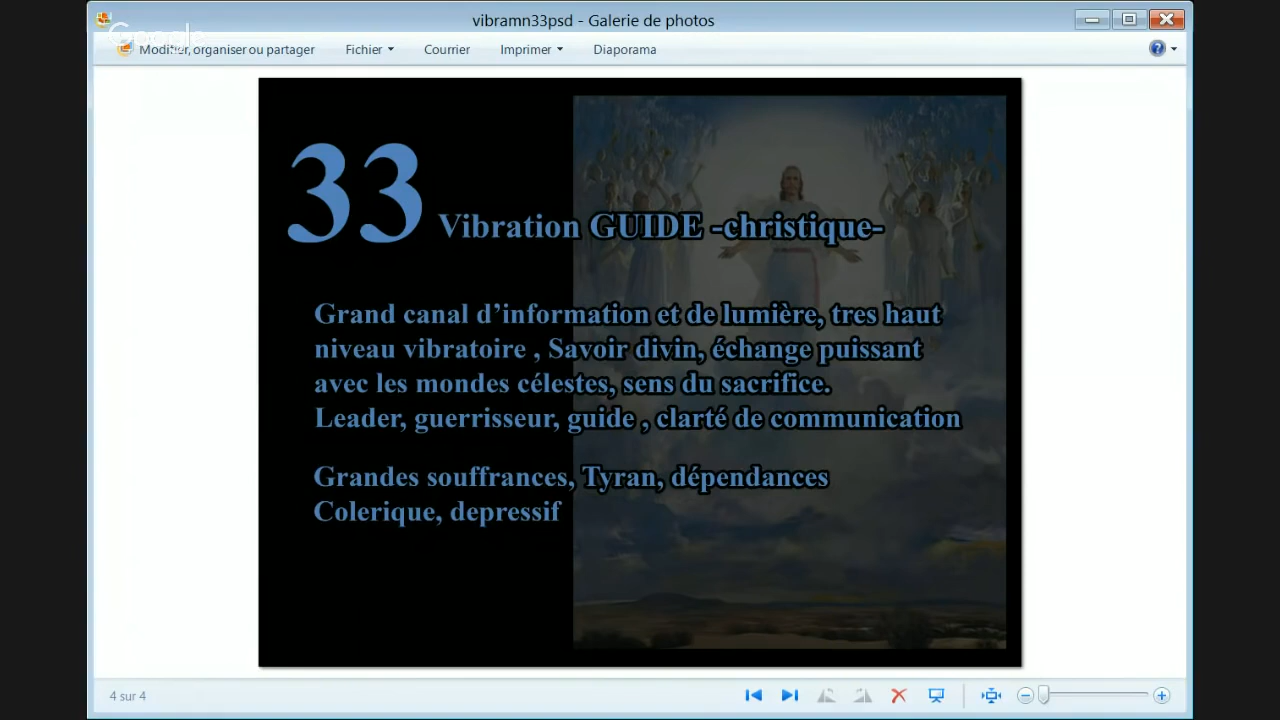 vibramn33psd - Galerie de photos
Google
Modifier, organiser ou partager Fichier Courrier Imprimer Diaporama
33 Vibration GUIDE -christique-
Grand canal d’information et de lumière, tres haut
niveau vibratoire , Savoir divin, échange puissant
avec les mondes célestes, sens du sacrifice.
Leader, guerrisseur, guide , clarté de communication
Grandes souffrances, Tyran, dépendances
Colerique, depressif
4 sur 4